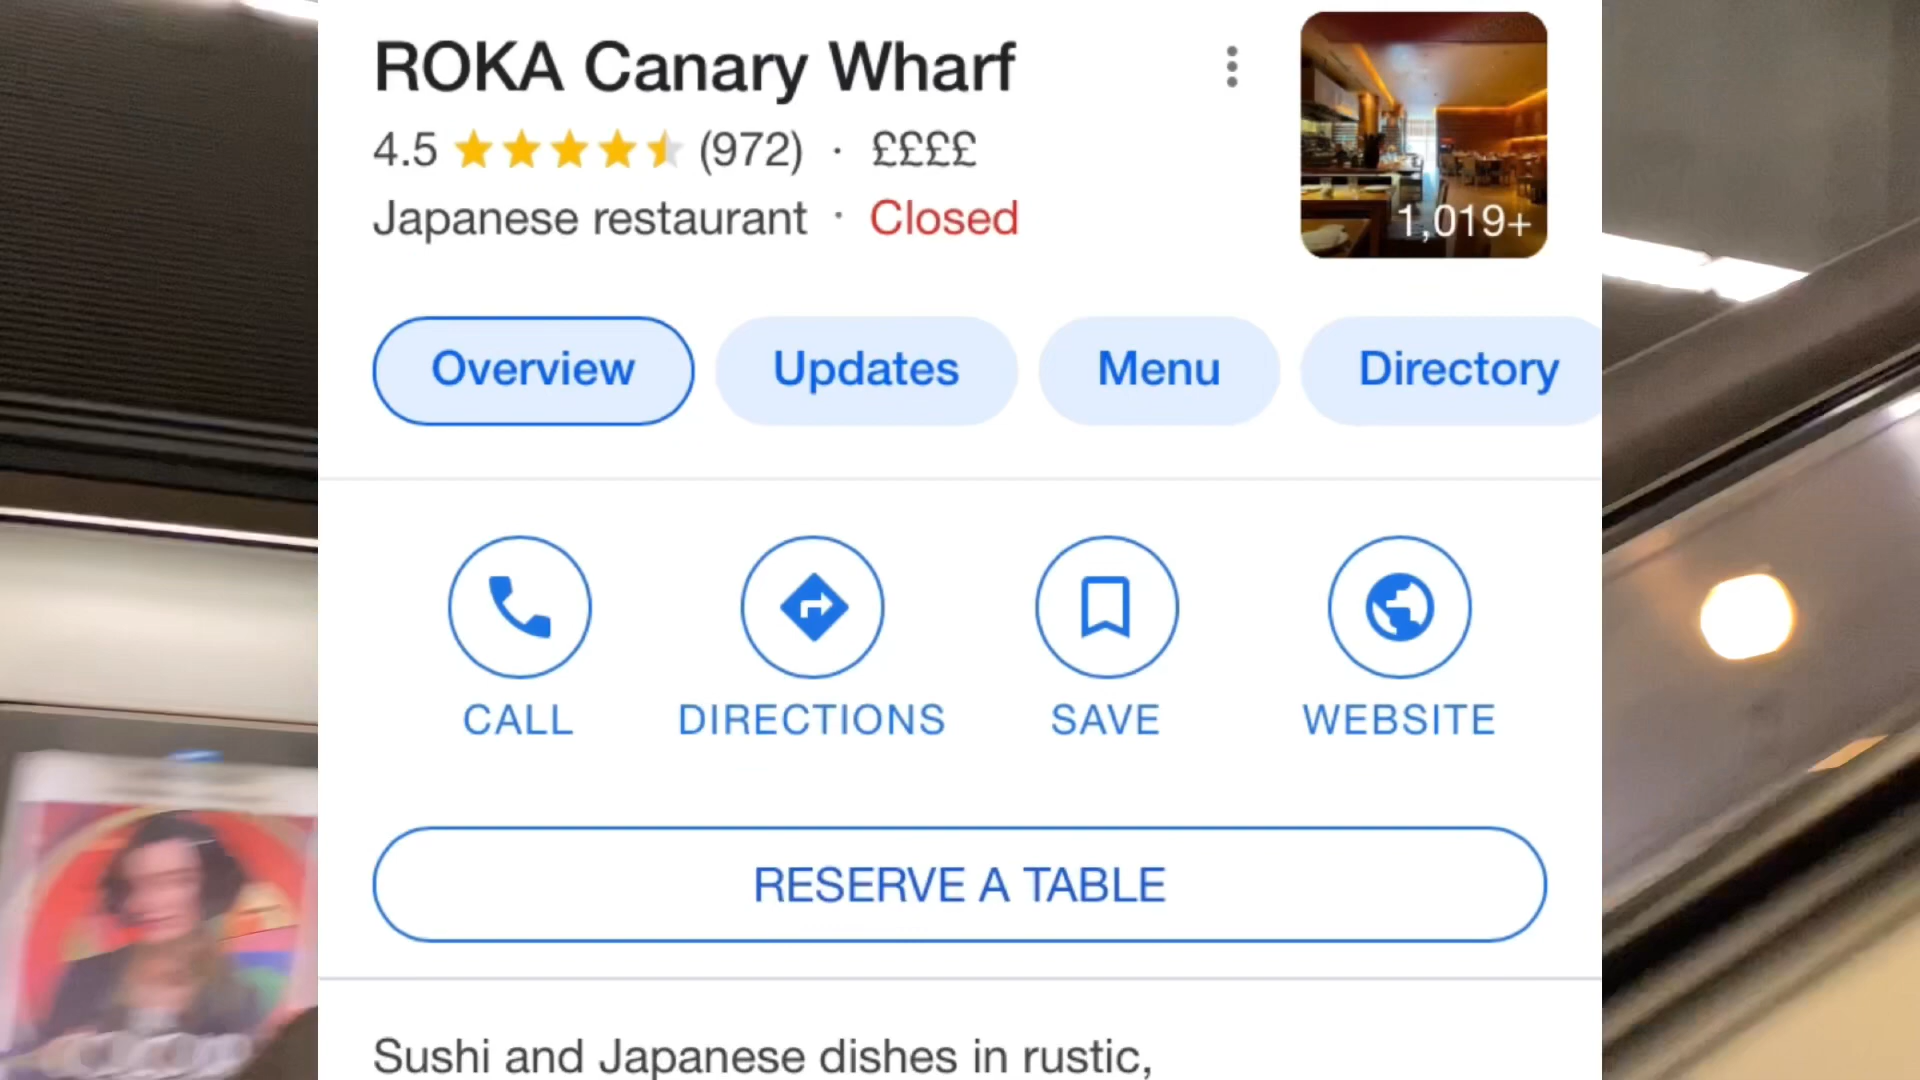 ROKA Canary Wharf
4.5 (972) · ££££
Japanese restaurant · Closed
1,019+
Overview
Updates
Menu
Directory
CALL
DIRECTIONS
SAVE
WEBSITE
RESERVE A TABLE
Sushi and Japanese dishes in rustic,